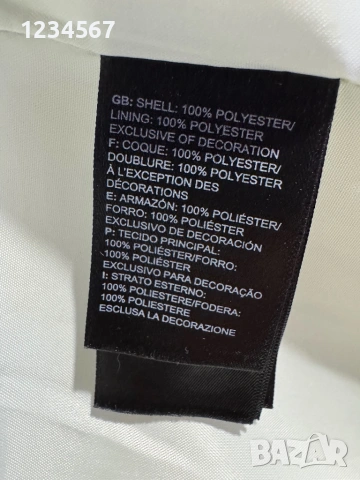 1234567
GB: SHELL: 100% POLYESTER/
LINING: 100% POLYESTER
EXCLUSIVE OF DECORATION
F: COQUE: 100% POLYESTER/
DOUBLURE: 100% POLYESTER
À L'EXCEPTION DES
DÉCORATIONS
E: ARMAZÓN: 100% POLIÉSTER/
FORRO: 100% POLIÉSTER
EXCLUSIVO DE DECORACIÓN
P: TECIDO PRINCIPAL:
100% POLIÉSTER/FORRO:
100% POLIÉSTER
EXCLUSIVO PARA DECORAÇÃO
I: STRATO ESTERNO:
100% POLIESTERE/FODERA:
100% POLIESTERE
ESCLUSA LA DECORAZIONE
BAZAR